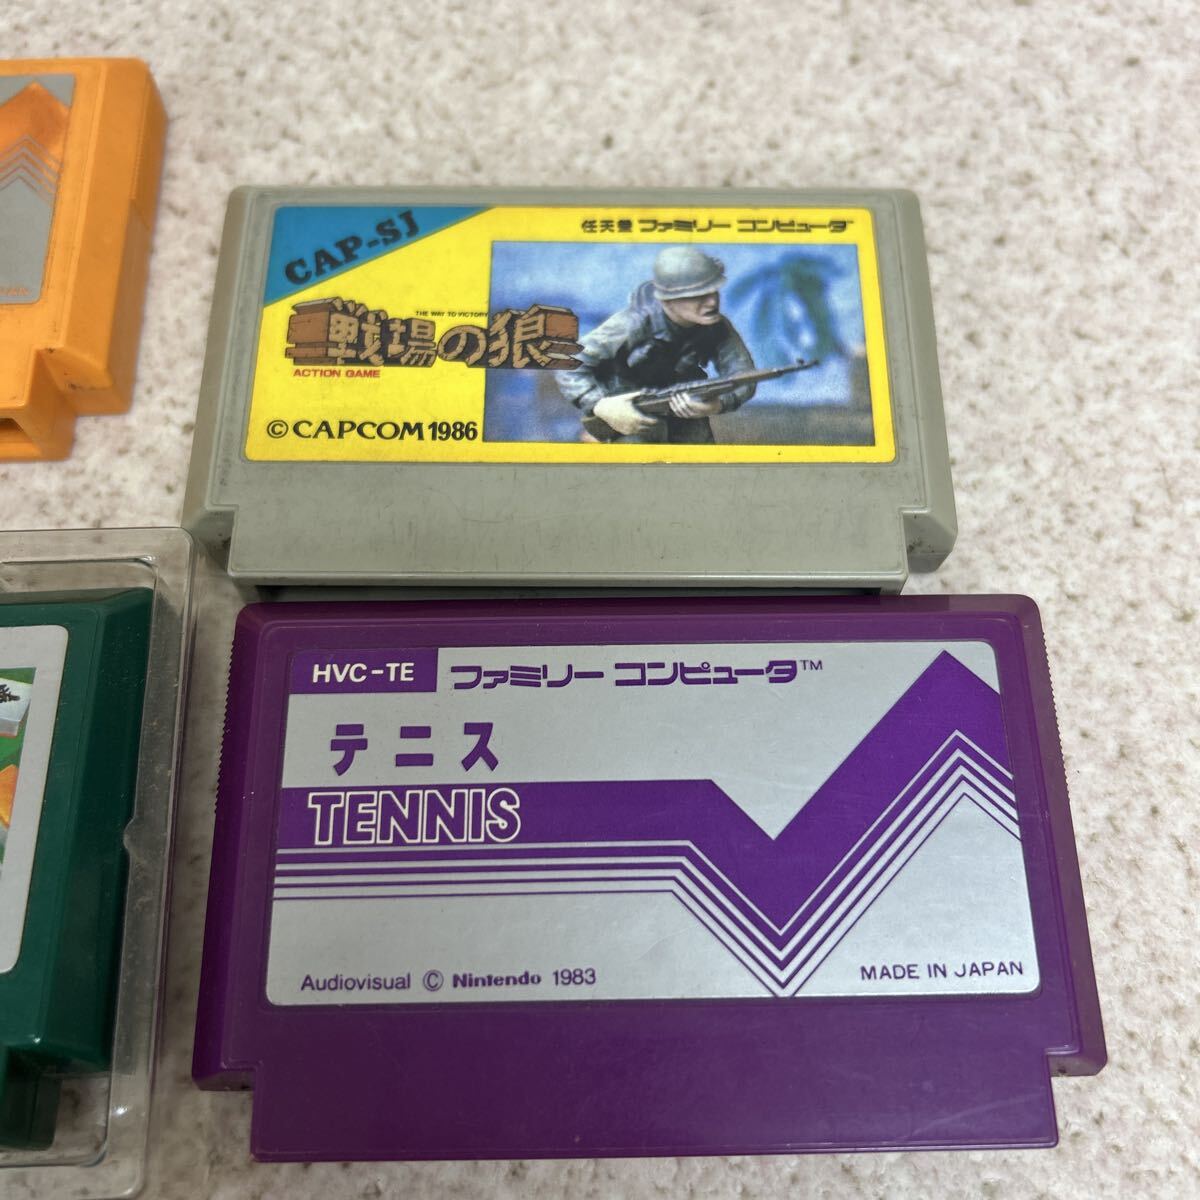 CAP-SJ
任天堂 ファミリー コンピュータ
THE WAY TO VICTORY
戦場の狼
ACTION GAME
© CAPCOM 1986
HVC-TE
ファミリー コンピュータ™
テニス
TENNIS
Audiovisual © Nintendo 1983
MADE IN JAPAN